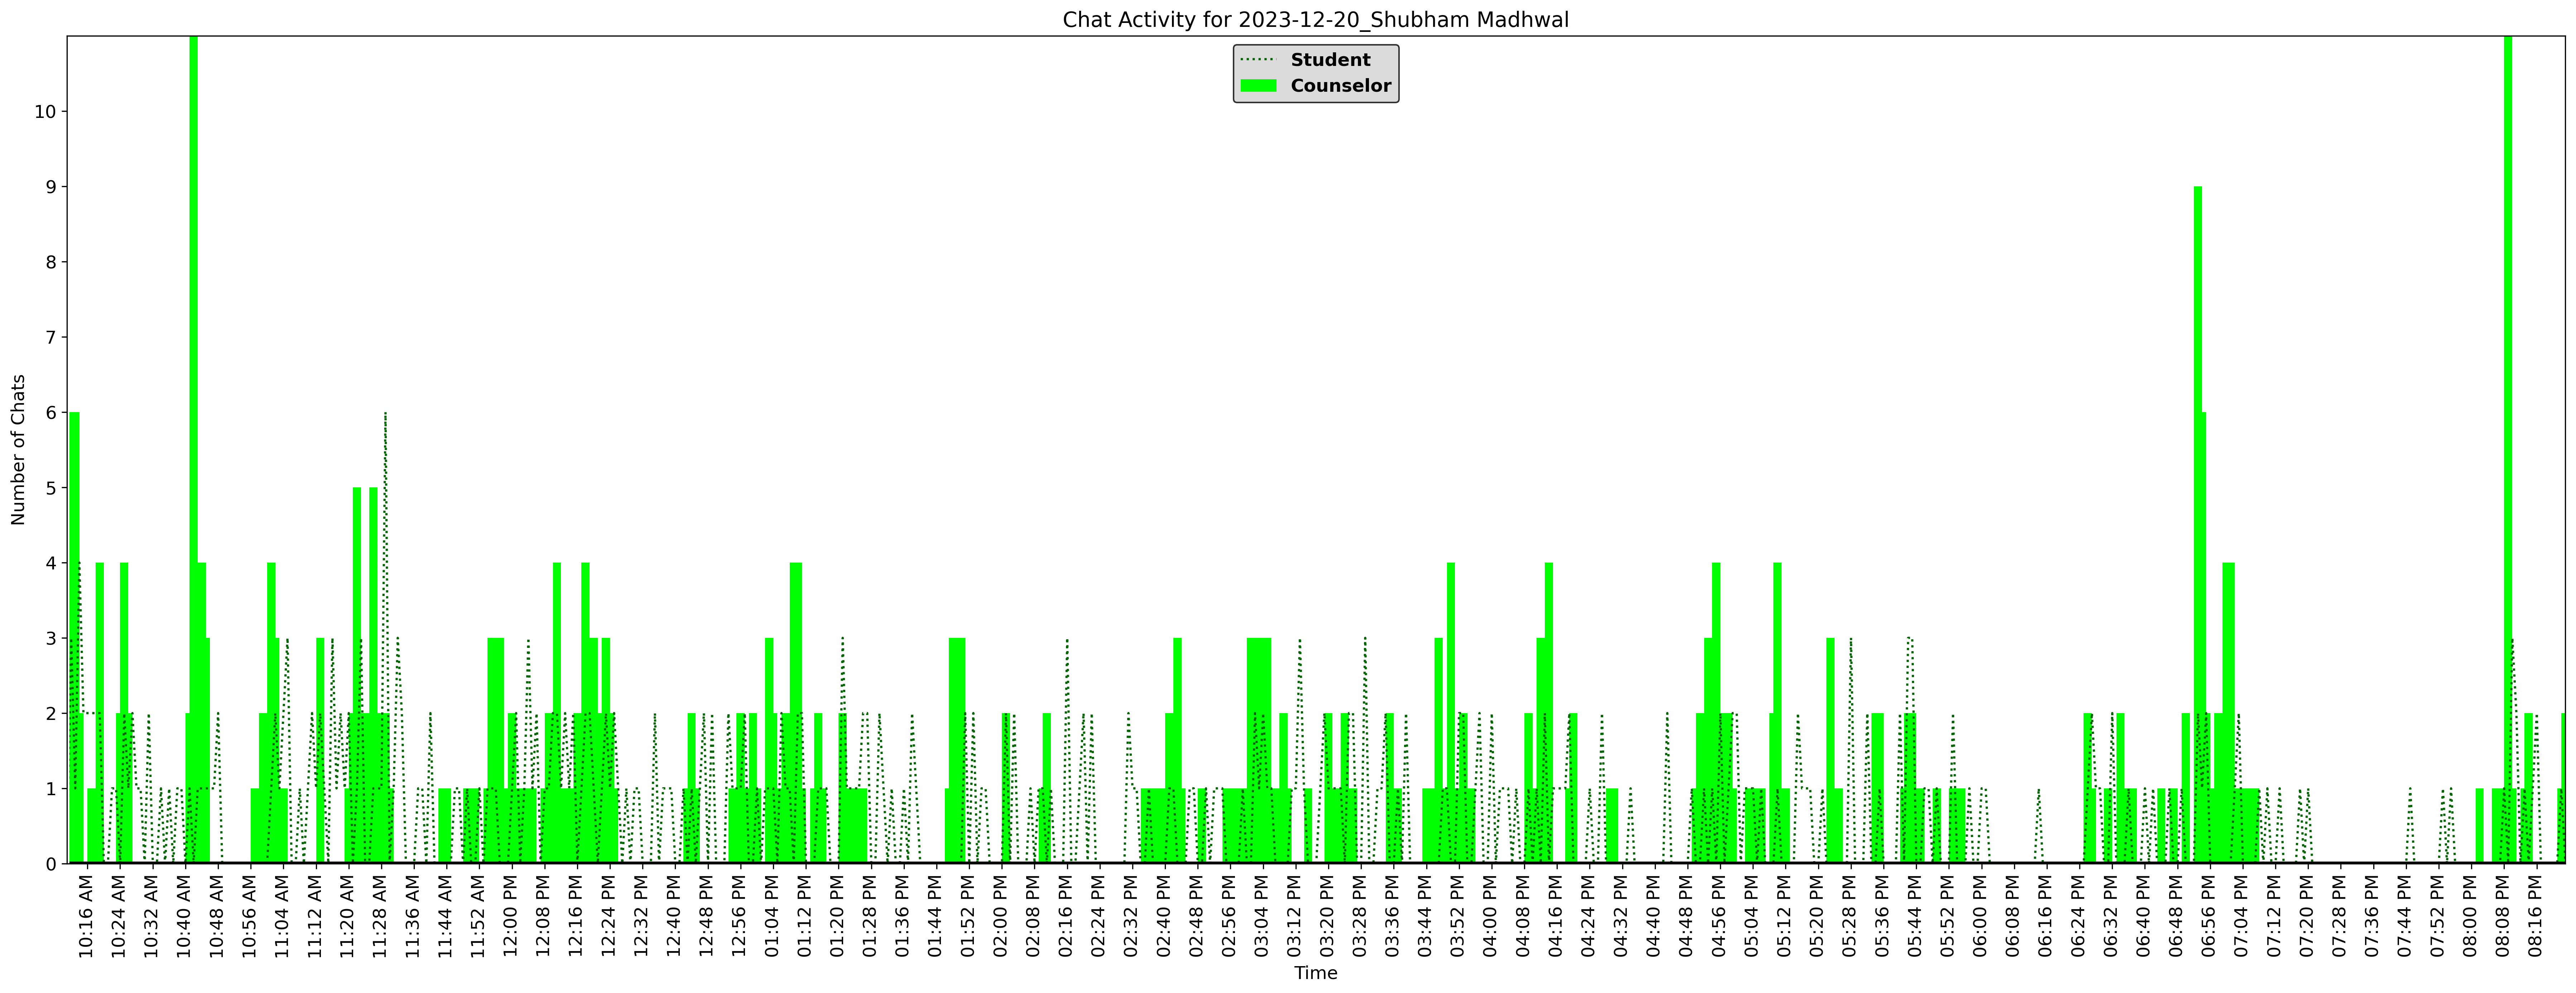 Chat Activity for 2023-12-20_Shubham Madhwal
Student
Counselor
Number of Chats
10
9
8
7
6
5
4
3
2
1
0
10:16 AM
10:24 AM
10:32 AM
10:40 AM
10:48 AM
10:56 AM
11:04 AM
11:12 AM
11:20 AM
11:28 AM
11:36 AM
11:44 AM
11:52 AM
12:00 PM
12:08 PM
12:16 PM
12:24 PM
12:32 PM
12:40 PM
12:48 PM
12:56 PM
01:04 PM
01:12 PM
01:20 PM
01:28 PM
01:36 PM
01:44 PM
01:52 PM
02:00 PM
02:08 PM
02:16 PM
02:24 PM
02:32 PM
02:40 PM
02:48 PM
02:56 PM
03:04 PM
03:12 PM
03:20 PM
03:28 PM
03:36 PM
03:44 PM
03:52 PM
04:00 PM
04:08 PM
04:16 PM
04:24 PM
04:32 PM
04:40 PM
04:48 PM
04:56 PM
05:04 PM
05:12 PM
05:20 PM
05:28 PM
05:36 PM
05:44 PM
05:52 PM
06:00 PM
06:08 PM
06:16 PM
06:24 PM
06:32 PM
06:40 PM
06:48 PM
06:56 PM
07:04 PM
07:12 PM
07:20 PM
07:28 PM
07:36 PM
07:44 PM
07:52 PM
08:00 PM
08:08 PM
08:16 PM
Time